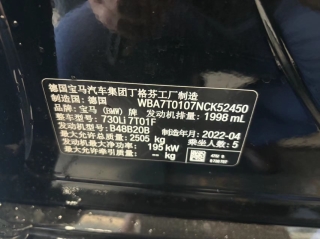 德国宝马汽车集团丁格芬工厂制造
制造国：德国 WBA7T0107NCK52450
品牌：宝马（BMW）牌 发动机排量：1998 mL
整车型号：730Li 7T01F
发动机型号：B48B20B 制造年月：2022-04
最大允许总质量：2505 kg 乘坐人数：5
发动机最大净功率：195 kW
最大允许牵引质量：-- kg